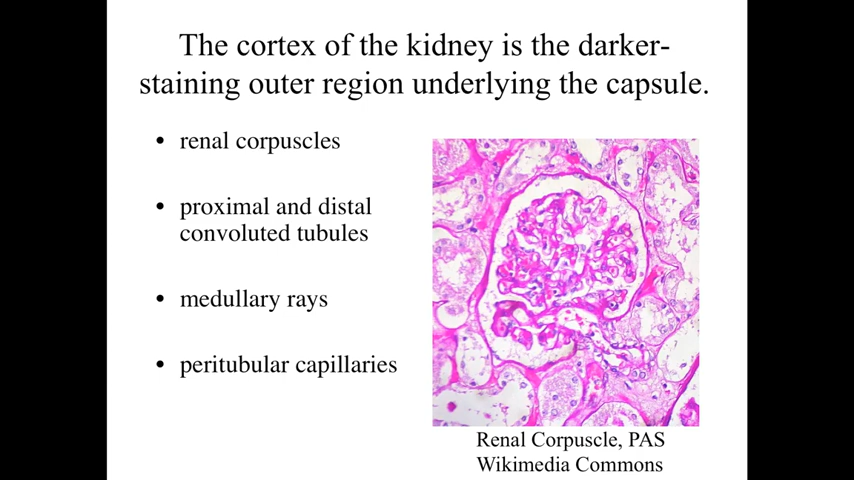 The cortex of the kidney is the darker-
staining outer region underlying the capsule.
• renal corpuscles
• proximal and distal
convoluted tubules
• medullary rays
• peritubular capillaries
Renal Corpuscle, PAS
Wikimedia Commons